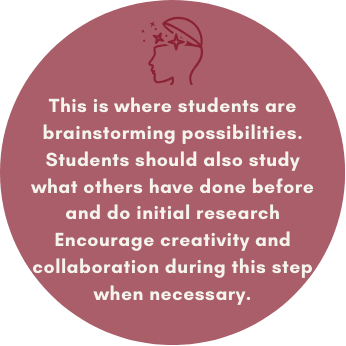 This is where students are
brainstorming possibilities.
Students should also study
what others have done before
and do initial research
Encourage creativity and
collaboration during this step
when necessary.